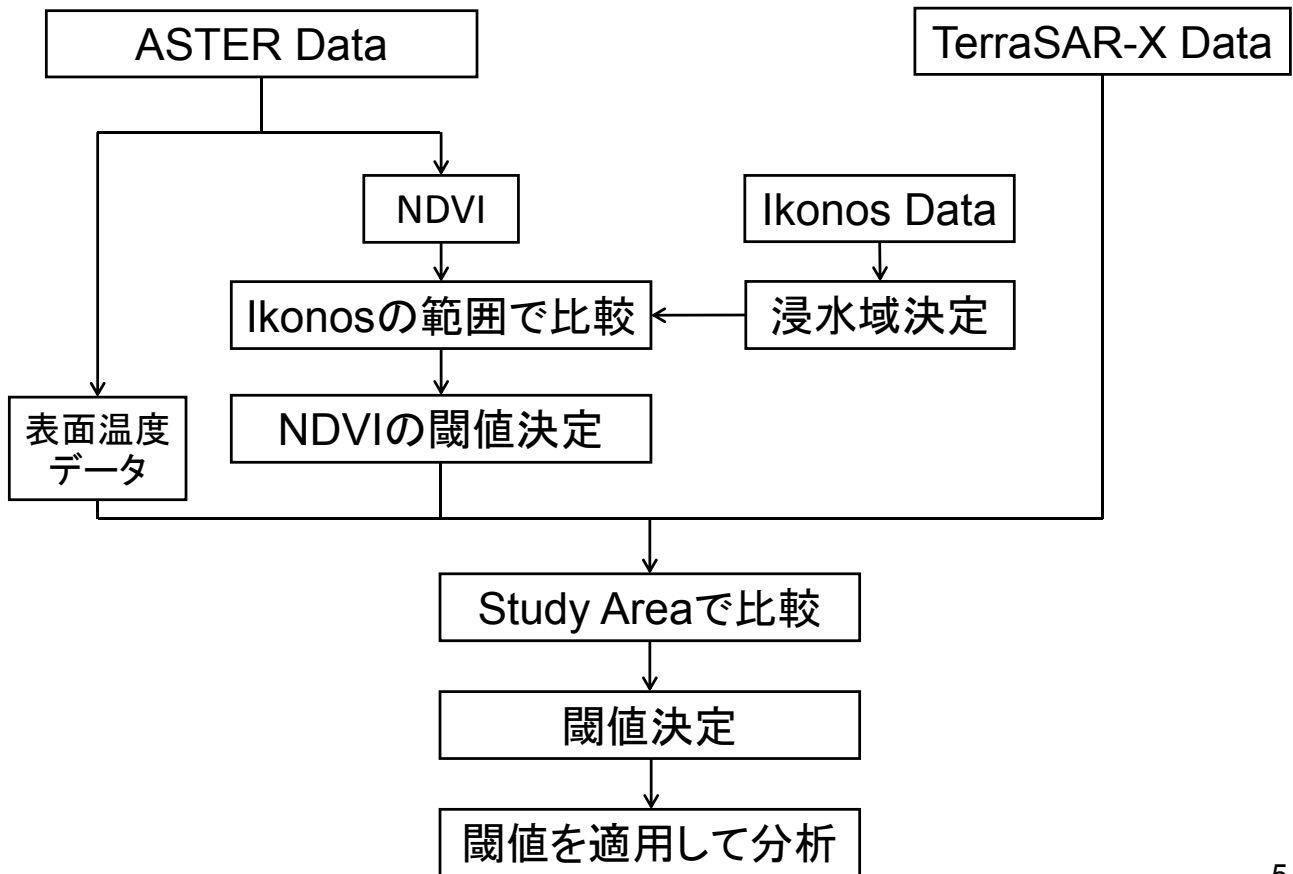 ASTER Data
TerraSAR-X Data
NDVI
Ikonos Data
Ikonosの範囲で比較
浸水域決定
表面温度
データ
NDVIの閾値決定
Study Areaで比較
閾値決定
閾値を適用して分析
5